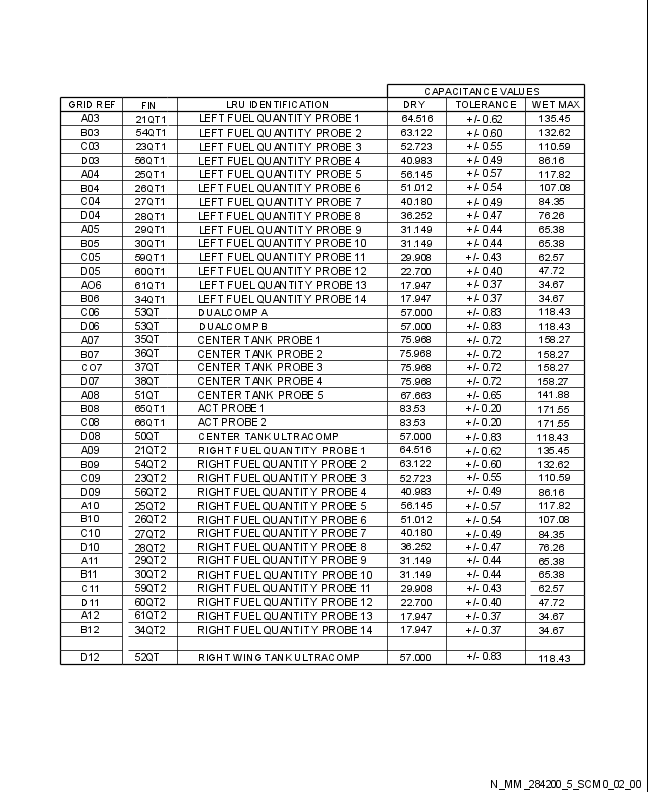 CAPACITANCE VALUES
GRID REF FIN LRU IDENTIFICATION DRY TOLERANCE WET MAX
A03 21QT1 LEFT FUEL QUANTITY PROBE 1 64.516 +/- 0.62 135.45
B03 54QT1 LEFT FUEL QUANTITY PROBE 2 63.122 +/- 0.60 132.62
C03 23QT1 LEFT FUEL QUANTITY PROBE 3 52.723 +/- 0.55 110.59
D03 56QT1 LEFT FUEL QUANTITY PROBE 4 40.983 +/- 0.49 86.16
A04 25QT1 LEFT FUEL QUANTITY PROBE 5 56.145 +/- 0.57 117.82
B04 26QT1 LEFT FUEL QUANTITY PROBE 6 51.012 +/- 0.54 107.08
C04 27QT1 LEFT FUEL QUANTITY PROBE 7 40.180 +/- 0.49 84.35
D04 28QT1 LEFT FUEL QUANTITY PROBE 8 36.252 +/- 0.47 76.26
A05 29QT1 LEFT FUEL QUANTITY PROBE 9 31.149 +/- 0.44 65.38
B05 30QT1 LEFT FUEL QUANTITY PROBE 10 31.149 +/- 0.44 65.38
C05 59QT1 LEFT FUEL QUANTITY PROBE 11 29.908 +/- 0.43 62.57
D05 60QT1 LEFT FUEL QUANTITY PROBE 12 22.700 +/- 0.40 47.72
AO6 61QT1 LEFT FUEL QUANTITY PROBE 13 17.947 +/- 0.37 34.67
B06 34QT1 LEFT FUEL QUANTITY PROBE 14 17.947 +/- 0.37 34.67
C06 53QT DUALCOMP A 57.000 +/- 0.83 118.43
D06 53QT DUALCOMP B 57.000 +/- 0.83 118.43
A07 35QT CENTER TANK PROBE 1 75.968 +/- 0.72 158.27
B07 36QT CENTER TANK PROBE 2 75.968 +/- 0.72 158.27
CO7 37QT CENTER TANK PROBE 3 75.968 +/- 0.72 158.27
D07 38QT CENTER TANK PROBE 4 75.968 +/- 0.72 158.27
A08 51QT CENTER TANK PROBE 5 67.663 +/- 0.65 141.88
B08 65QT1 ACT PROBE 1 83.53 +/- 0.20 171.55
C08 66QT1 ACT PROBE 2 83.53 +/- 0.20 171.55
D08 50QT CENTER TANK ULTRACOMP 57.000 +/- 0.83 118.43
A09 21QT2 RIGHT FUEL QUANTITY PROBE 1 64.516 +/- 0.62 135.45
B09 54QT2 RIGHT FUEL QUANTITY PROBE 2 63.122 +/- 0.60 132.62
C09 23QT2 RIGHT FUEL QUANTITY PROBE 3 52.723 +/- 0.55 110.59
D09 56QT2 RIGHT FUEL QUANTITY PROBE 4 40.983 +/- 0.49 86.16
A10 25QT2 RIGHT FUEL QUANTITY PROBE 5 56.145 +/- 0.57 117.82
B10 26QT2 RIGHT FUEL QUANTITY PROBE 6 51.012 +/- 0.54 107.08
C10 27QT2 RIGHT FUEL QUANTITY PROBE 7 40.180 +/- 0.49 84.35
D10 28QT2 RIGHT FUEL QUANTITY PROBE 8 36.252 +/- 0.47 76.26
A11 29QT2 RIGHT FUEL QUANTITY PROBE 9 31.149 +/- 0.44 65.38
B11 30QT2 RIGHT FUEL QUANTITY PROBE 10 31.149 +/- 0.44 65.38
C11 59QT2 RIGHT FUEL QUANTITY PROBE 11 29.908 +/- 0.43 62.57
D11 60QT2 RIGHT FUEL QUANTITY PROBE 12 22.700 +/- 0.40 47.72
A12 61QT2 RIGHT FUEL QUANTITY PROBE 13 17.947 +/- 0.37 34.67
B12 34QT2 RIGHT FUEL QUANTITY PROBE 14 17.947 +/- 0.37 34.67
D12 52QT RIGHT WING TANK ULTRACOMP 57.000 +/- 0.83 118.43
N_MM_284200_5_SCM0_02_00